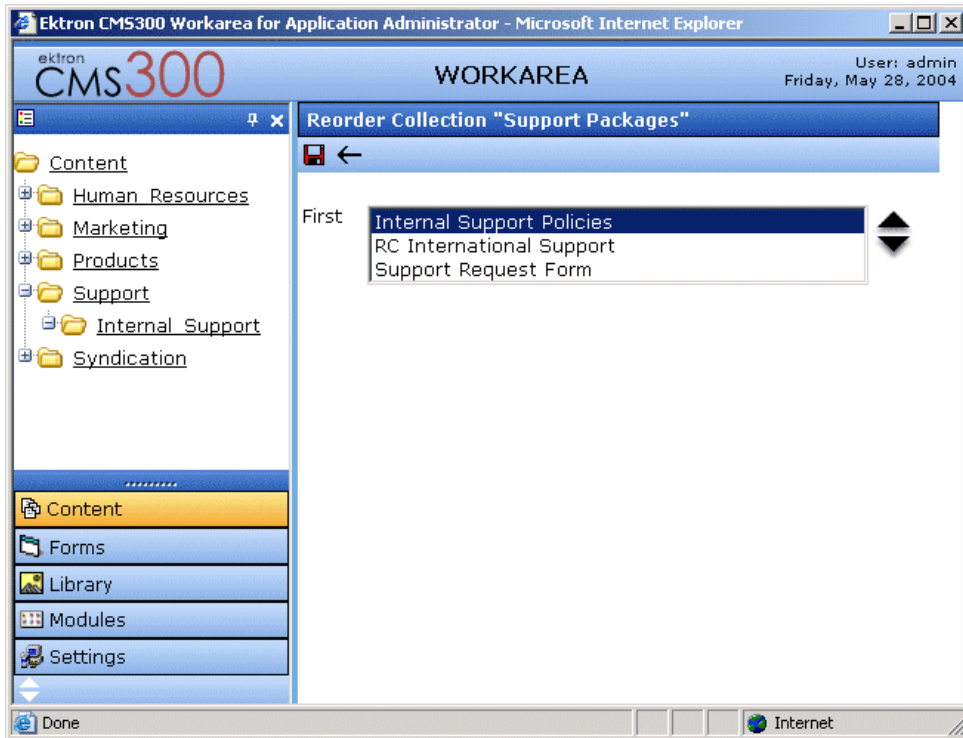 Ektron CMS300 Workarea for Application Administrator - Microsoft Internet Explorer
ektron
CMS300
WORKAREA
User: admin
Friday, May 28, 2004
Reorder Collection "Support Packages"
Content
Human Resources
Marketing
Products
Support
Internal Support
Syndication
First
Internal Support Policies
RC International Support
Support Request Form
Content
Forms
Library
Modules
Settings
Done
Internet